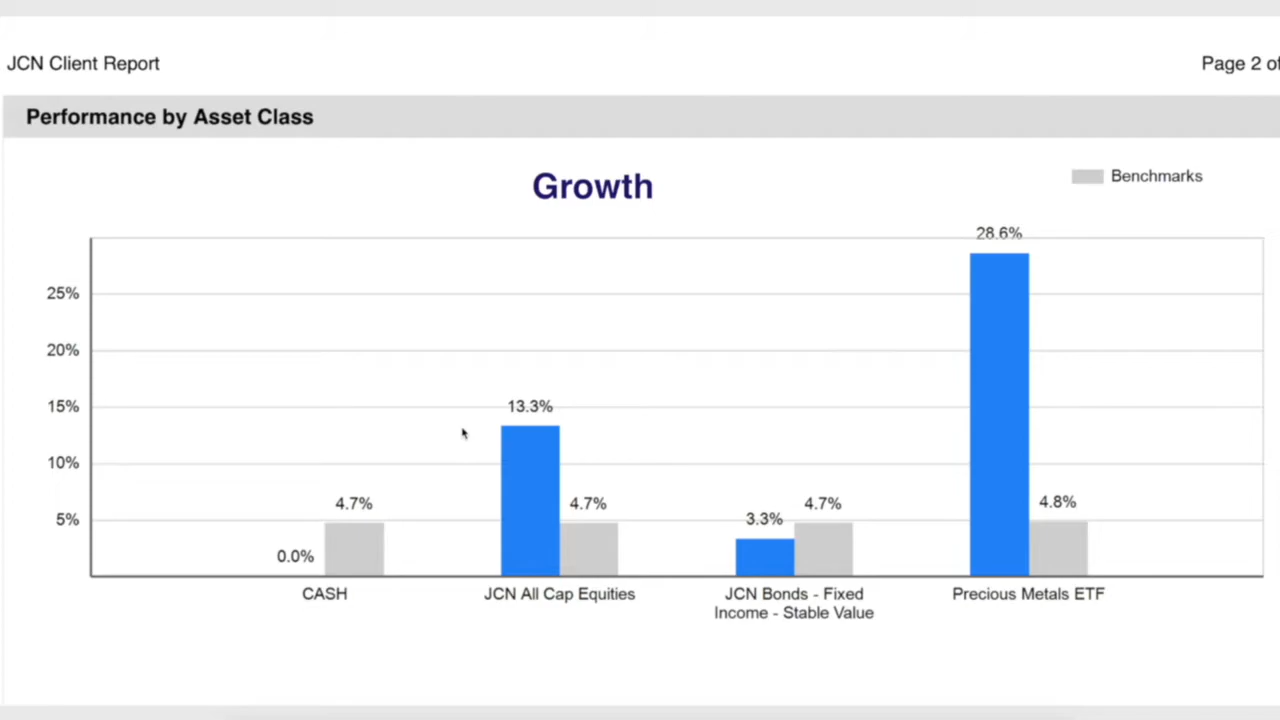 JCN Client Report
Page 2 of
Performance by Asset Class
Growth
Benchmarks
28.6%
25%
20%
15%
13.3%
10%
4.7%
4.7%
4.7%
4.8%
5%
3.3%
0.0%
CASH
JCN All Cap Equities
JCN Bonds - Fixed
Income - Stable Value
Precious Metals ETF